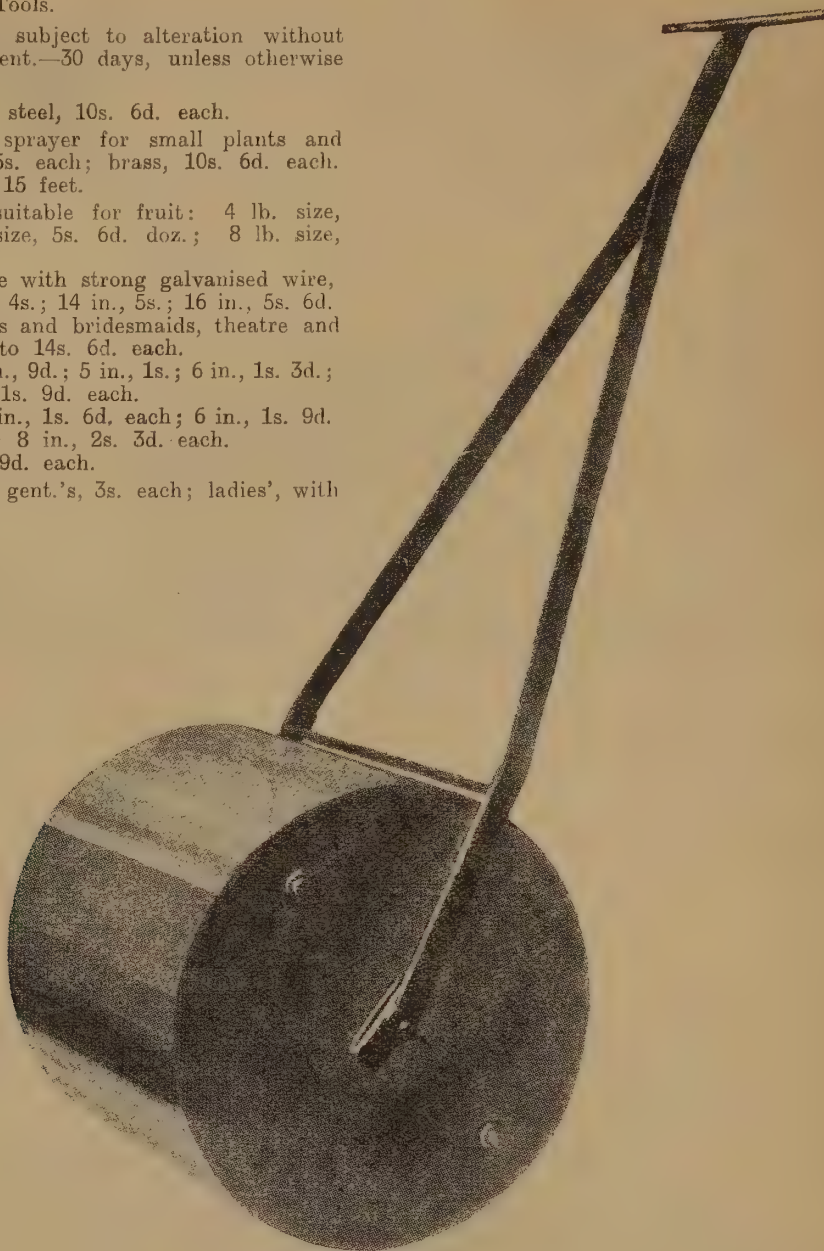 Tools.
subject to alteration without
ent.—30 days, unless otherwise
steel, 10s. 6d. each.
sprayer for small plants and
5s. each; brass, 10s. 6d. each.
15 feet.
suitable for fruit: 4 lb. size,
size, 5s. 6d. doz.; 8 lb. size,
e with strong galvanised wire,
4s.; 14 in., 5s.; 16 in., 5s. 6d.
s and bridesmaids, theatre and
to 14s. 6d. each.
n., 9d.; 5 in., 1s.; 6 in., 1s. 3d.;
1s. 9d. each.
in., 1s. 6d. each; 6 in., 1s. 9d.
8 in., 2s. 3d. each.
9d. each.
gent.'s, 3s. each; ladies', with